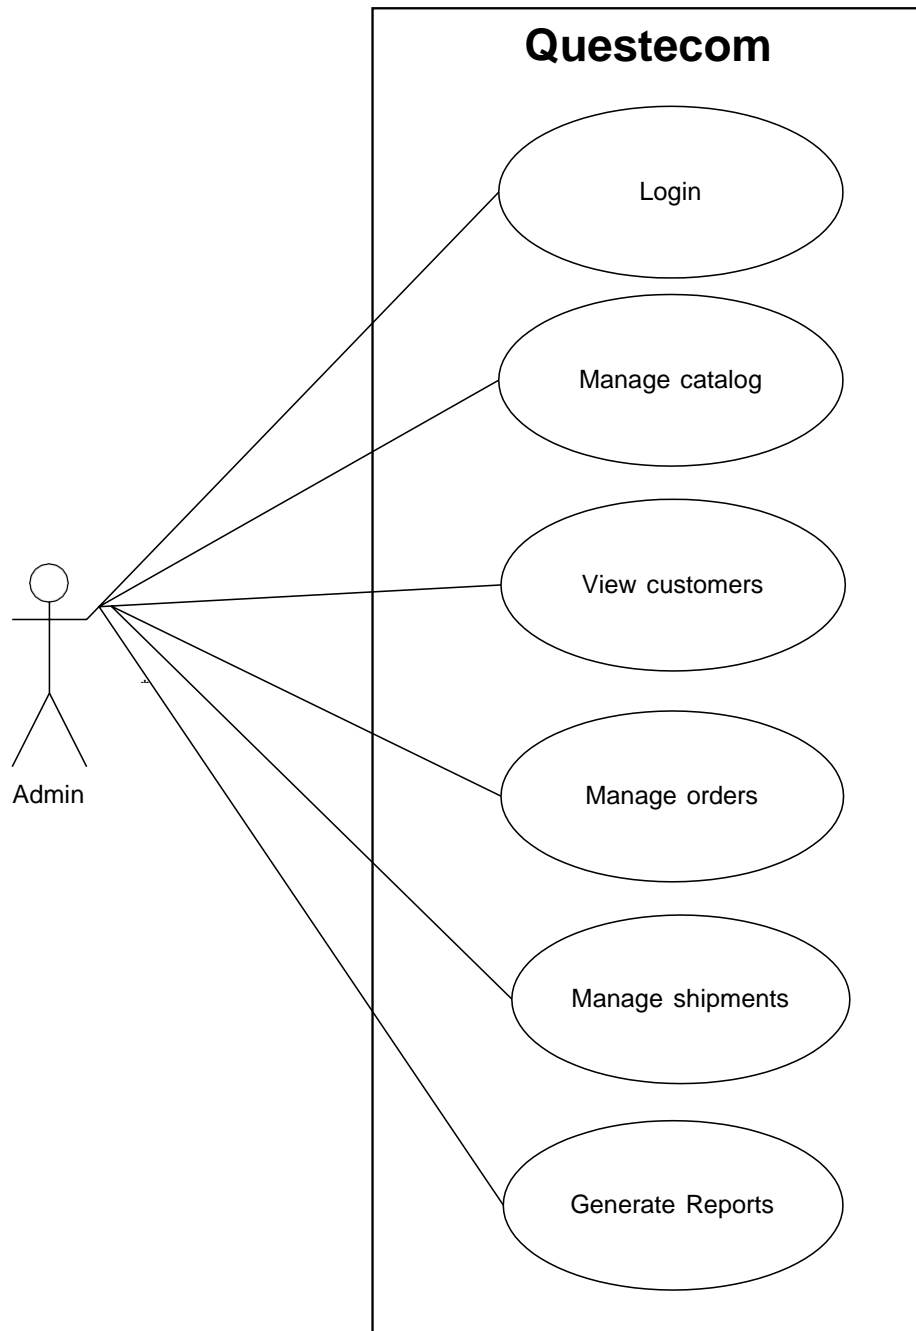 Questecom
Login
Manage catalog
View customers
Manage orders
Admin
Manage shipments
Generate Reports